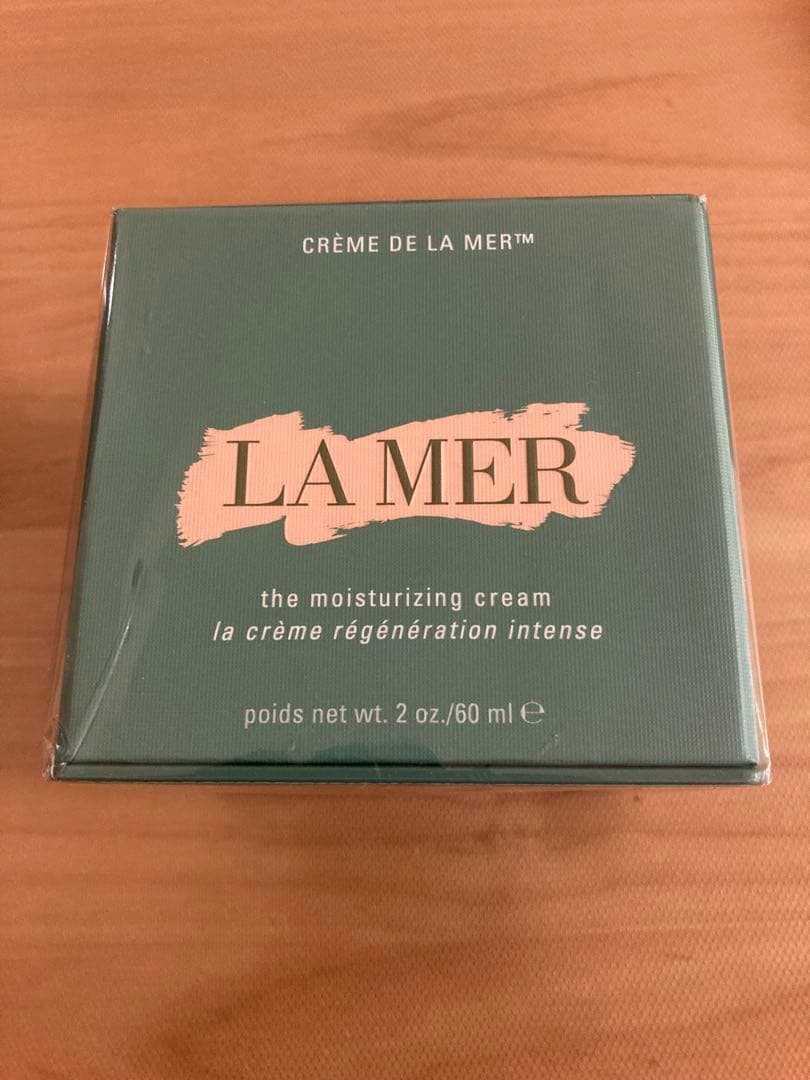 CRÈME DE LA MER™
LA MER
the moisturizing cream
la crème régénération intense
poids net wt. 2 oz./60 ml ℮